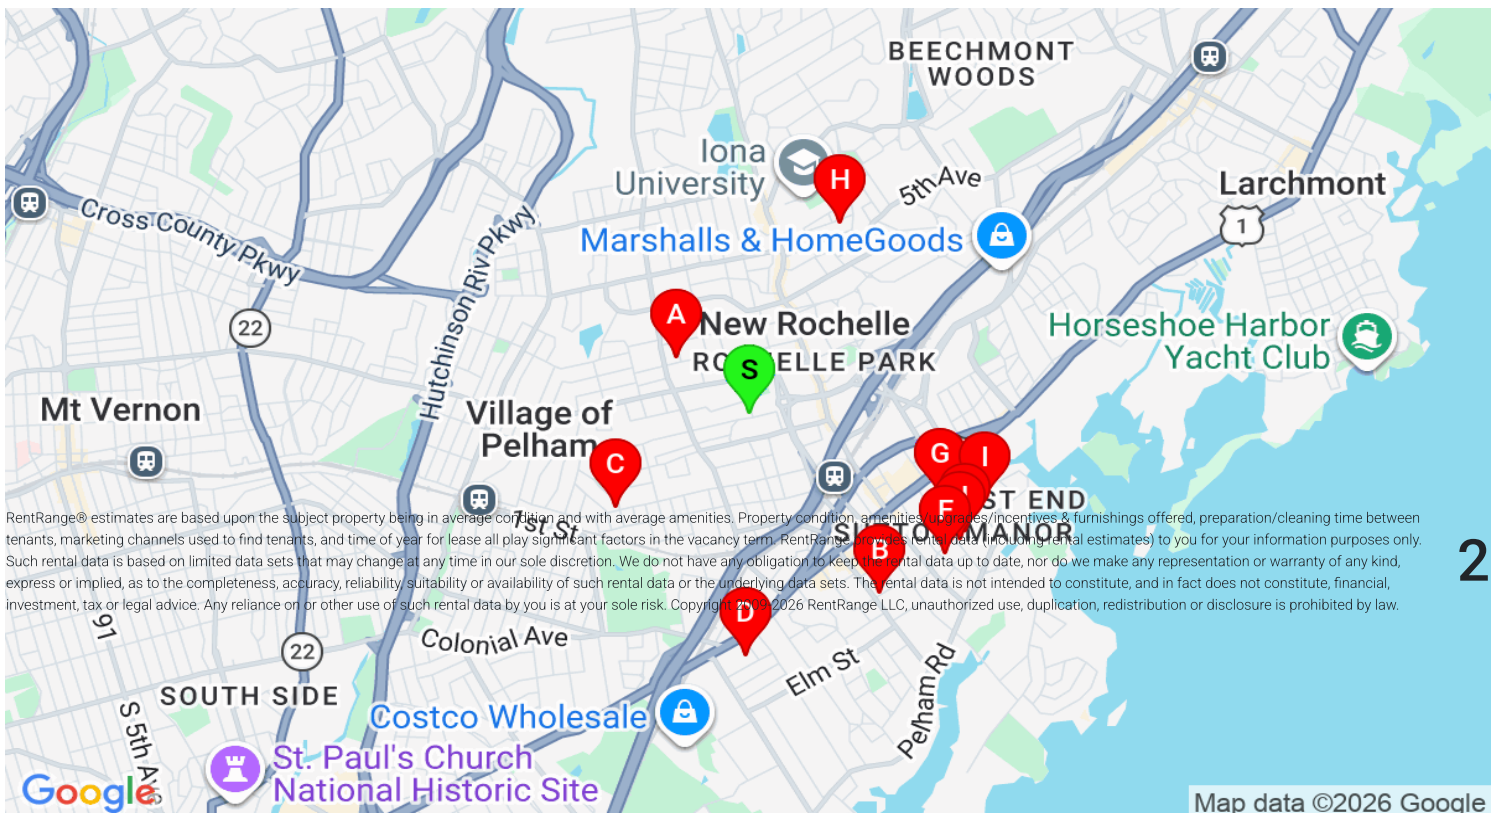 BEECHMONT
WOODS
Iona
University
H
5th Ave
Larchmont
1
Cross County Pkwy
Marshalls & HomeGoods
Hutchinson Riv Pkwy
22
A
New Rochelle
ROCHELLE PARK
S
Horseshoe Harbor
Yacht Club
Mt Vernon
Village of
Pelham
C
G
I
1st St
F
B
RentRange® estimates are based upon the subject property being in average condition and with average amenities. Property condition, amenities/upgrades/incentives & furnishings offered, preparation/cleaning time between
tenants, marketing channels used to find tenants, and time of year for lease all play significant factors in the vacancy term. RentRange provides rental data (including rental estimates) to you for your information purposes only.
Such rental data is based on limited data sets that may change at any time in our sole discretion. We do not have any obligation to keep the rental data up to date, nor do we make any representation or warranty of any kind,
express or implied, as to the completeness, accuracy, reliability, suitability or availability of such rental data or the underlying data sets. The rental data is not intended to constitute, and in fact does not constitute, financial,
investment, tax or legal advice. Any reliance on or other use of such rental data by you is at your sole risk. Copyright 2009-2026 RentRange LLC, unauthorized use, duplication, redistribution or disclosure is prohibited by law.
2
D
91
22
Colonial Ave
Elm St
Pelham Rd
SOUTH SIDE
S 5th Ave
Costco Wholesale
St. Paul's Church
National Historic Site
Google
Map data ©2026 Google